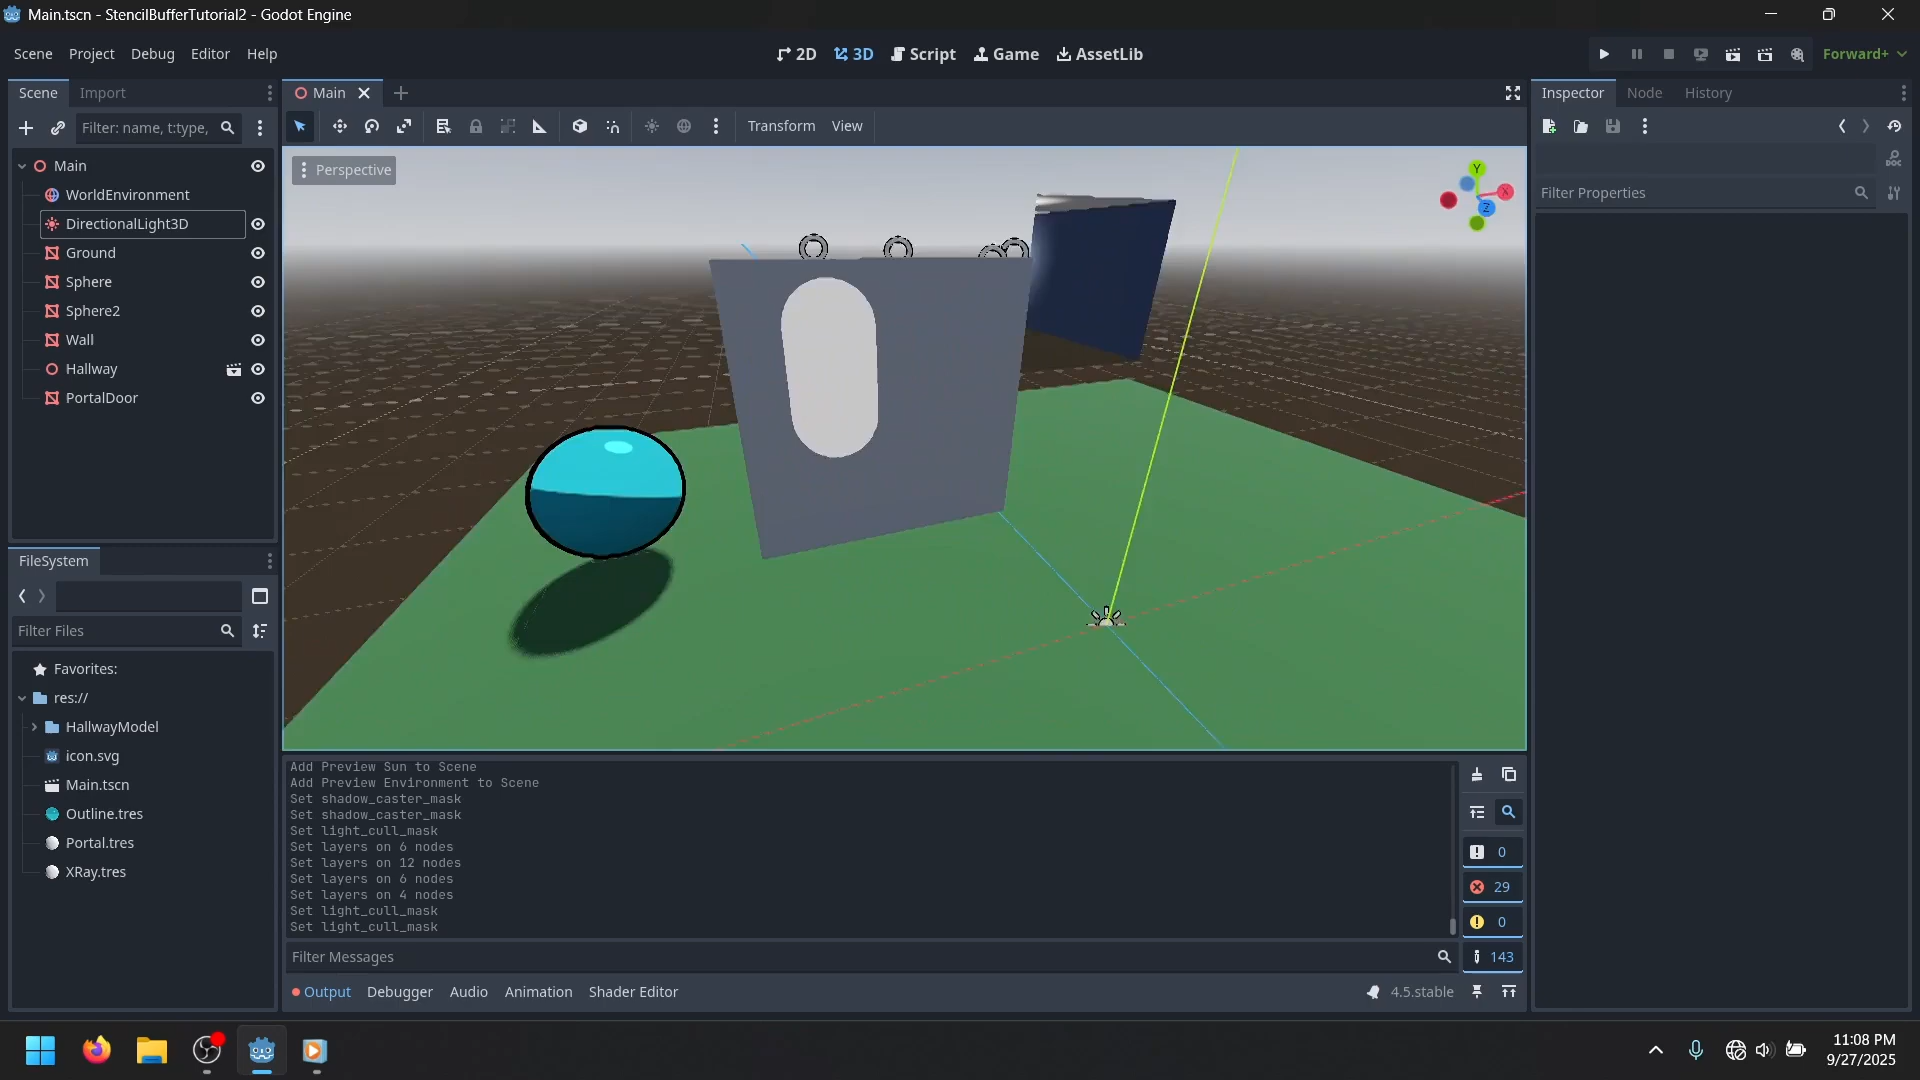 Main.tscn - StencilBufferTutorial2 - Godot Engine
Scene Project Debug Editor Help
2D 3D Script Game AssetLib
Forward+
Scene Import
Filter: name, t:type,
Main
WorldEnvironment
DirectionalLight3D
Ground
Sphere
Sphere2
Wall
Hallway
PortalDoor
FileSystem
Filter Files
Favorites:
res://
HallwayModel
icon.svg
Main.tscn
Outline.tres
Portal.tres
XRay.tres
Main
Transform View
Perspective
Y
X
Z
Add Preview Sun to Scene
Add Preview Environment to Scene
Set shadow_caster_mask
Set shadow_caster_mask
Set light_cull_mask
Set layers on 6 nodes
Set layers on 12 nodes
Set layers on 6 nodes
Set layers on 4 nodes
Set light_cull_mask
Set light_cull_mask
0
29
0
143
Filter Messages
Output Debugger Audio Animation Shader Editor
4.5.stable
Inspector Node History
DOC
Filter Properties
11:08 PM
9/27/2025